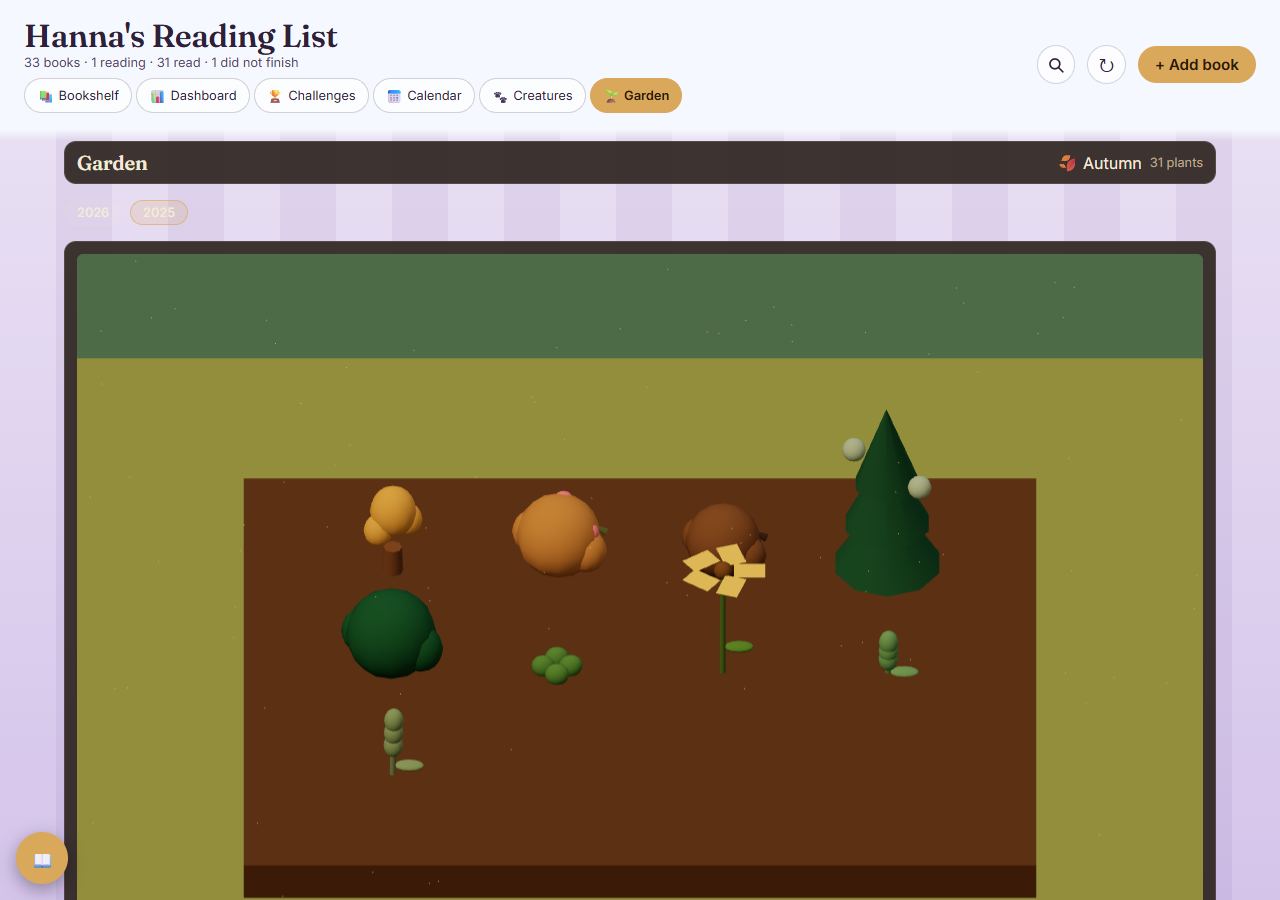 Hanna's Reading List
33 books · 1 reading · 31 read · 1 did not finish
Bookshelf
Dashboard
Challenges
Calendar
Creatures
Garden
+ Add book
Garden
Autumn 31 plants
2026
2025